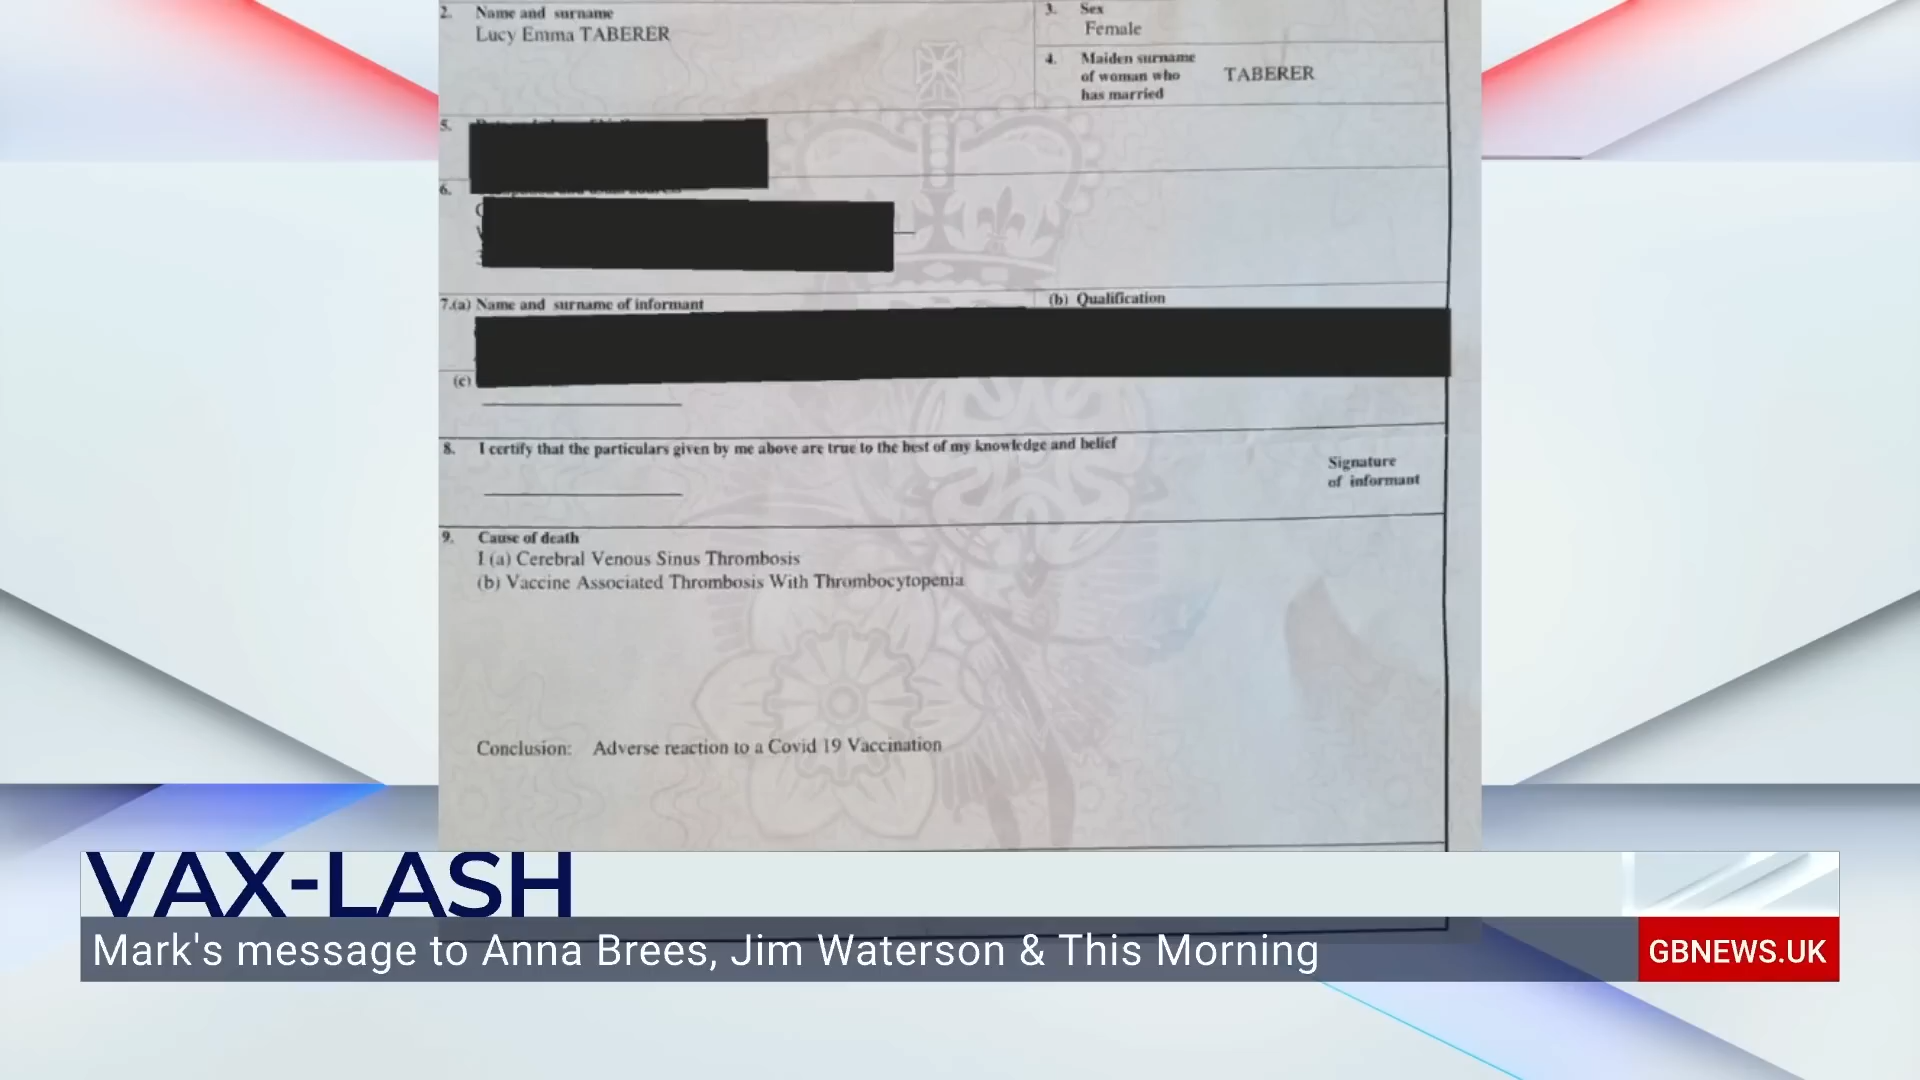 2. Name and surname
Lucy Emma TABERER
3. Sex
Female
4. Maiden surname
of woman who
has married
TABERER
5.
6.
7.(a) Name and surname of informant
(b) Qualification
(c)
8. I certify that the particulars given by me above are true to the best of my knowledge and belief
Signature
of informant
9. Cause of death
I (a) Cerebral Venous Sinus Thrombosis
(b) Vaccine Associated Thrombosis With Thrombocytopenia
Conclusion: Adverse reaction to a Covid 19 Vaccination
VAX-LASH
Mark's message to Anna Brees, Jim Waterson & This Morning
GBNEWS.UK